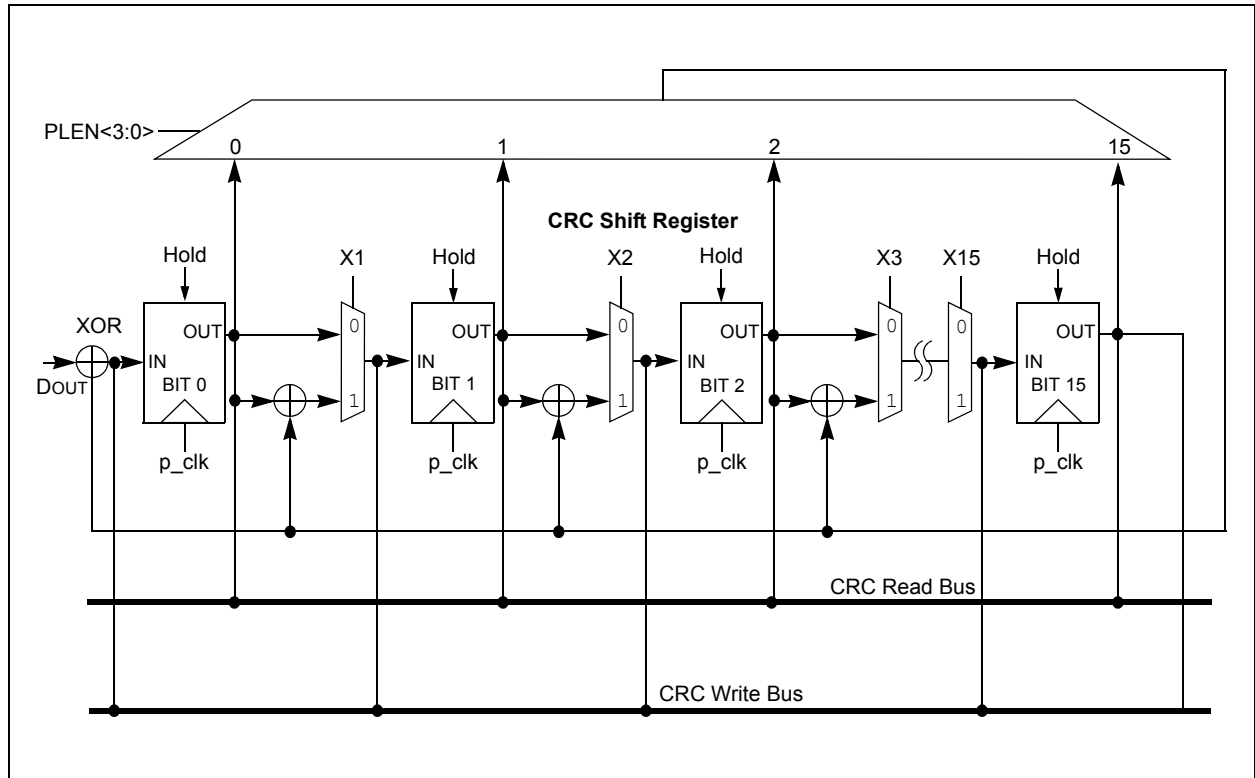 PLEN<3:0>
0 1 2 15
CRC Shift Register
Hold X1 Hold X2 Hold X3 X15 Hold
XOR
OUT 0 OUT 0 OUT 0 0 OUT
IN IN IN IN
DOUT
BIT 0 1 BIT 1 1 BIT 2 1 1 BIT 15
p_clk p_clk p_clk p_clk
CRC Read Bus
CRC Write Bus